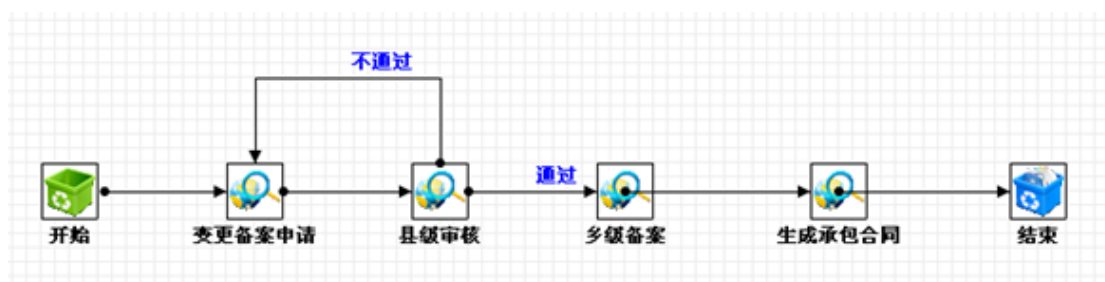 不通过
通过
开始
变更备案申请
县级审核
乡级备案
生成承包合同
结束